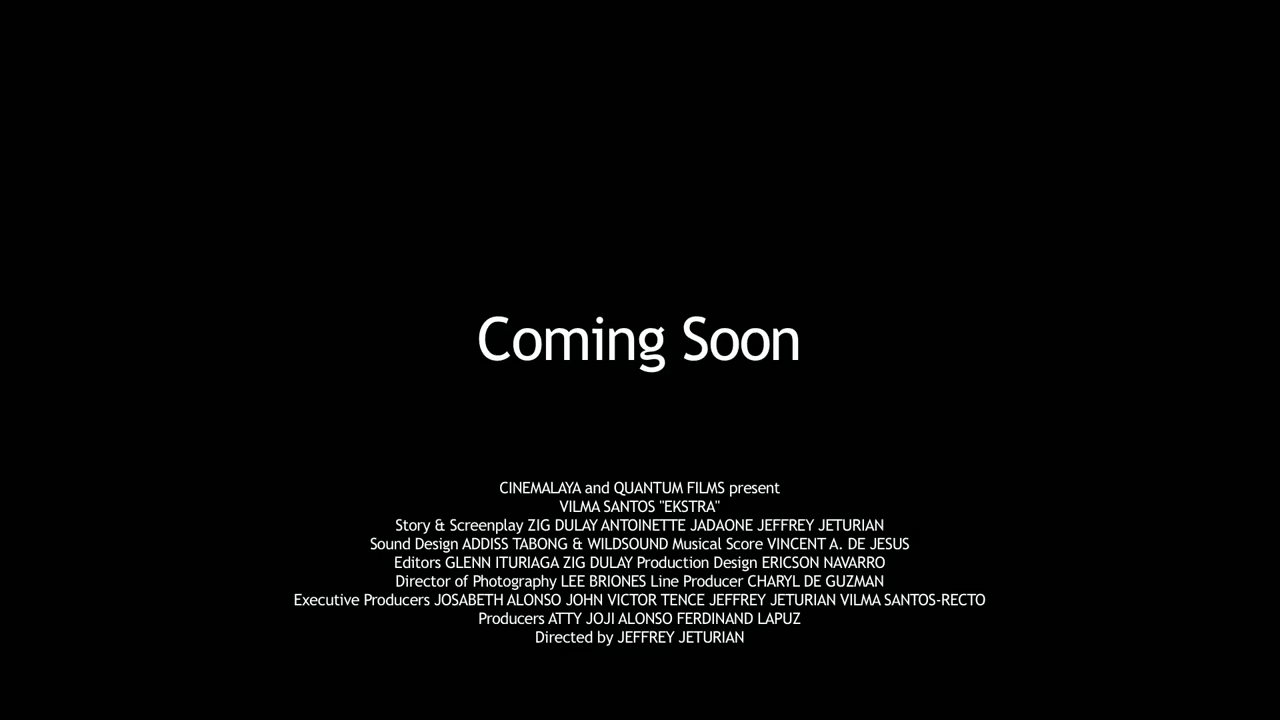 Coming Soon
CINEMALAYA and QUANTUM FILMS present
VILMA SANTOS "EKSTRA"
Story & Screenplay ZIG DULAY ANTOINETTE JADAONE JEFFREY JETURIAN
Sound Design ADDISS TABONG & WILDSOUND Musical Score VINCENT A. DE JESUS
Editors GLENN ITURIAGA ZIG DULAY Production Design ERICSON NAVARRO
Director of Photography LEE BRIONES Line Producer CHARYL DE GUZMAN
Executive Producers JOSABETH ALONSO JOHN VICTOR TENCE JEFFREY JETURIAN VILMA SANTOS-RECTO
Producers ATTY JOJI ALONSO FERDINAND LAPUZ
Directed by JEFFREY JETURIAN